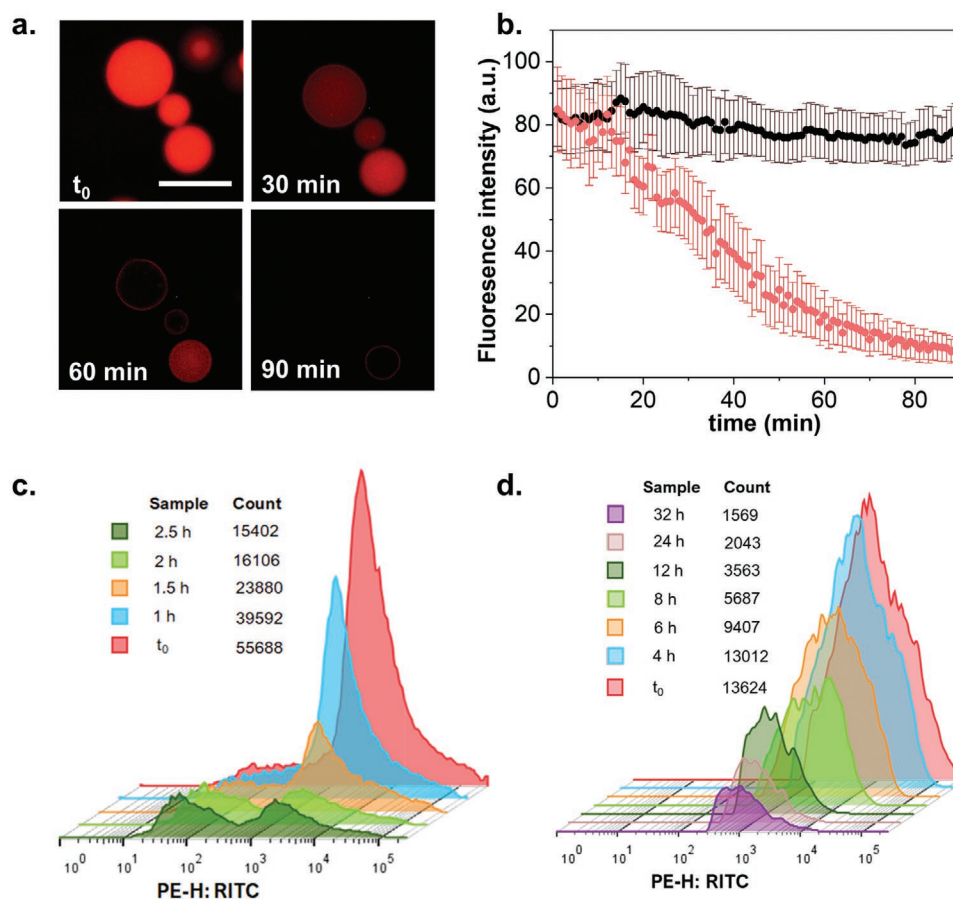 a.
t0
30 min
60 min
90 min
b.
Fluoresence intensity (a.u.)
100
80
60
40
20
0
0 20 40 60 80
time (min)
c.
Sample Count
2.5 h 15402
2 h 16106
1.5 h 23880
1 h 39592
t0 55688
10^0 10^1 10^2 10^3 10^4 10^5
PE-H: RITC
d.
Sample Count
32 h 1569
24 h 2043
12 h 3563
8 h 5687
6 h 9407
4 h 13012
t0 13624
10^0 10^1 10^2 10^3 10^4 10^5
PE-H: RITC